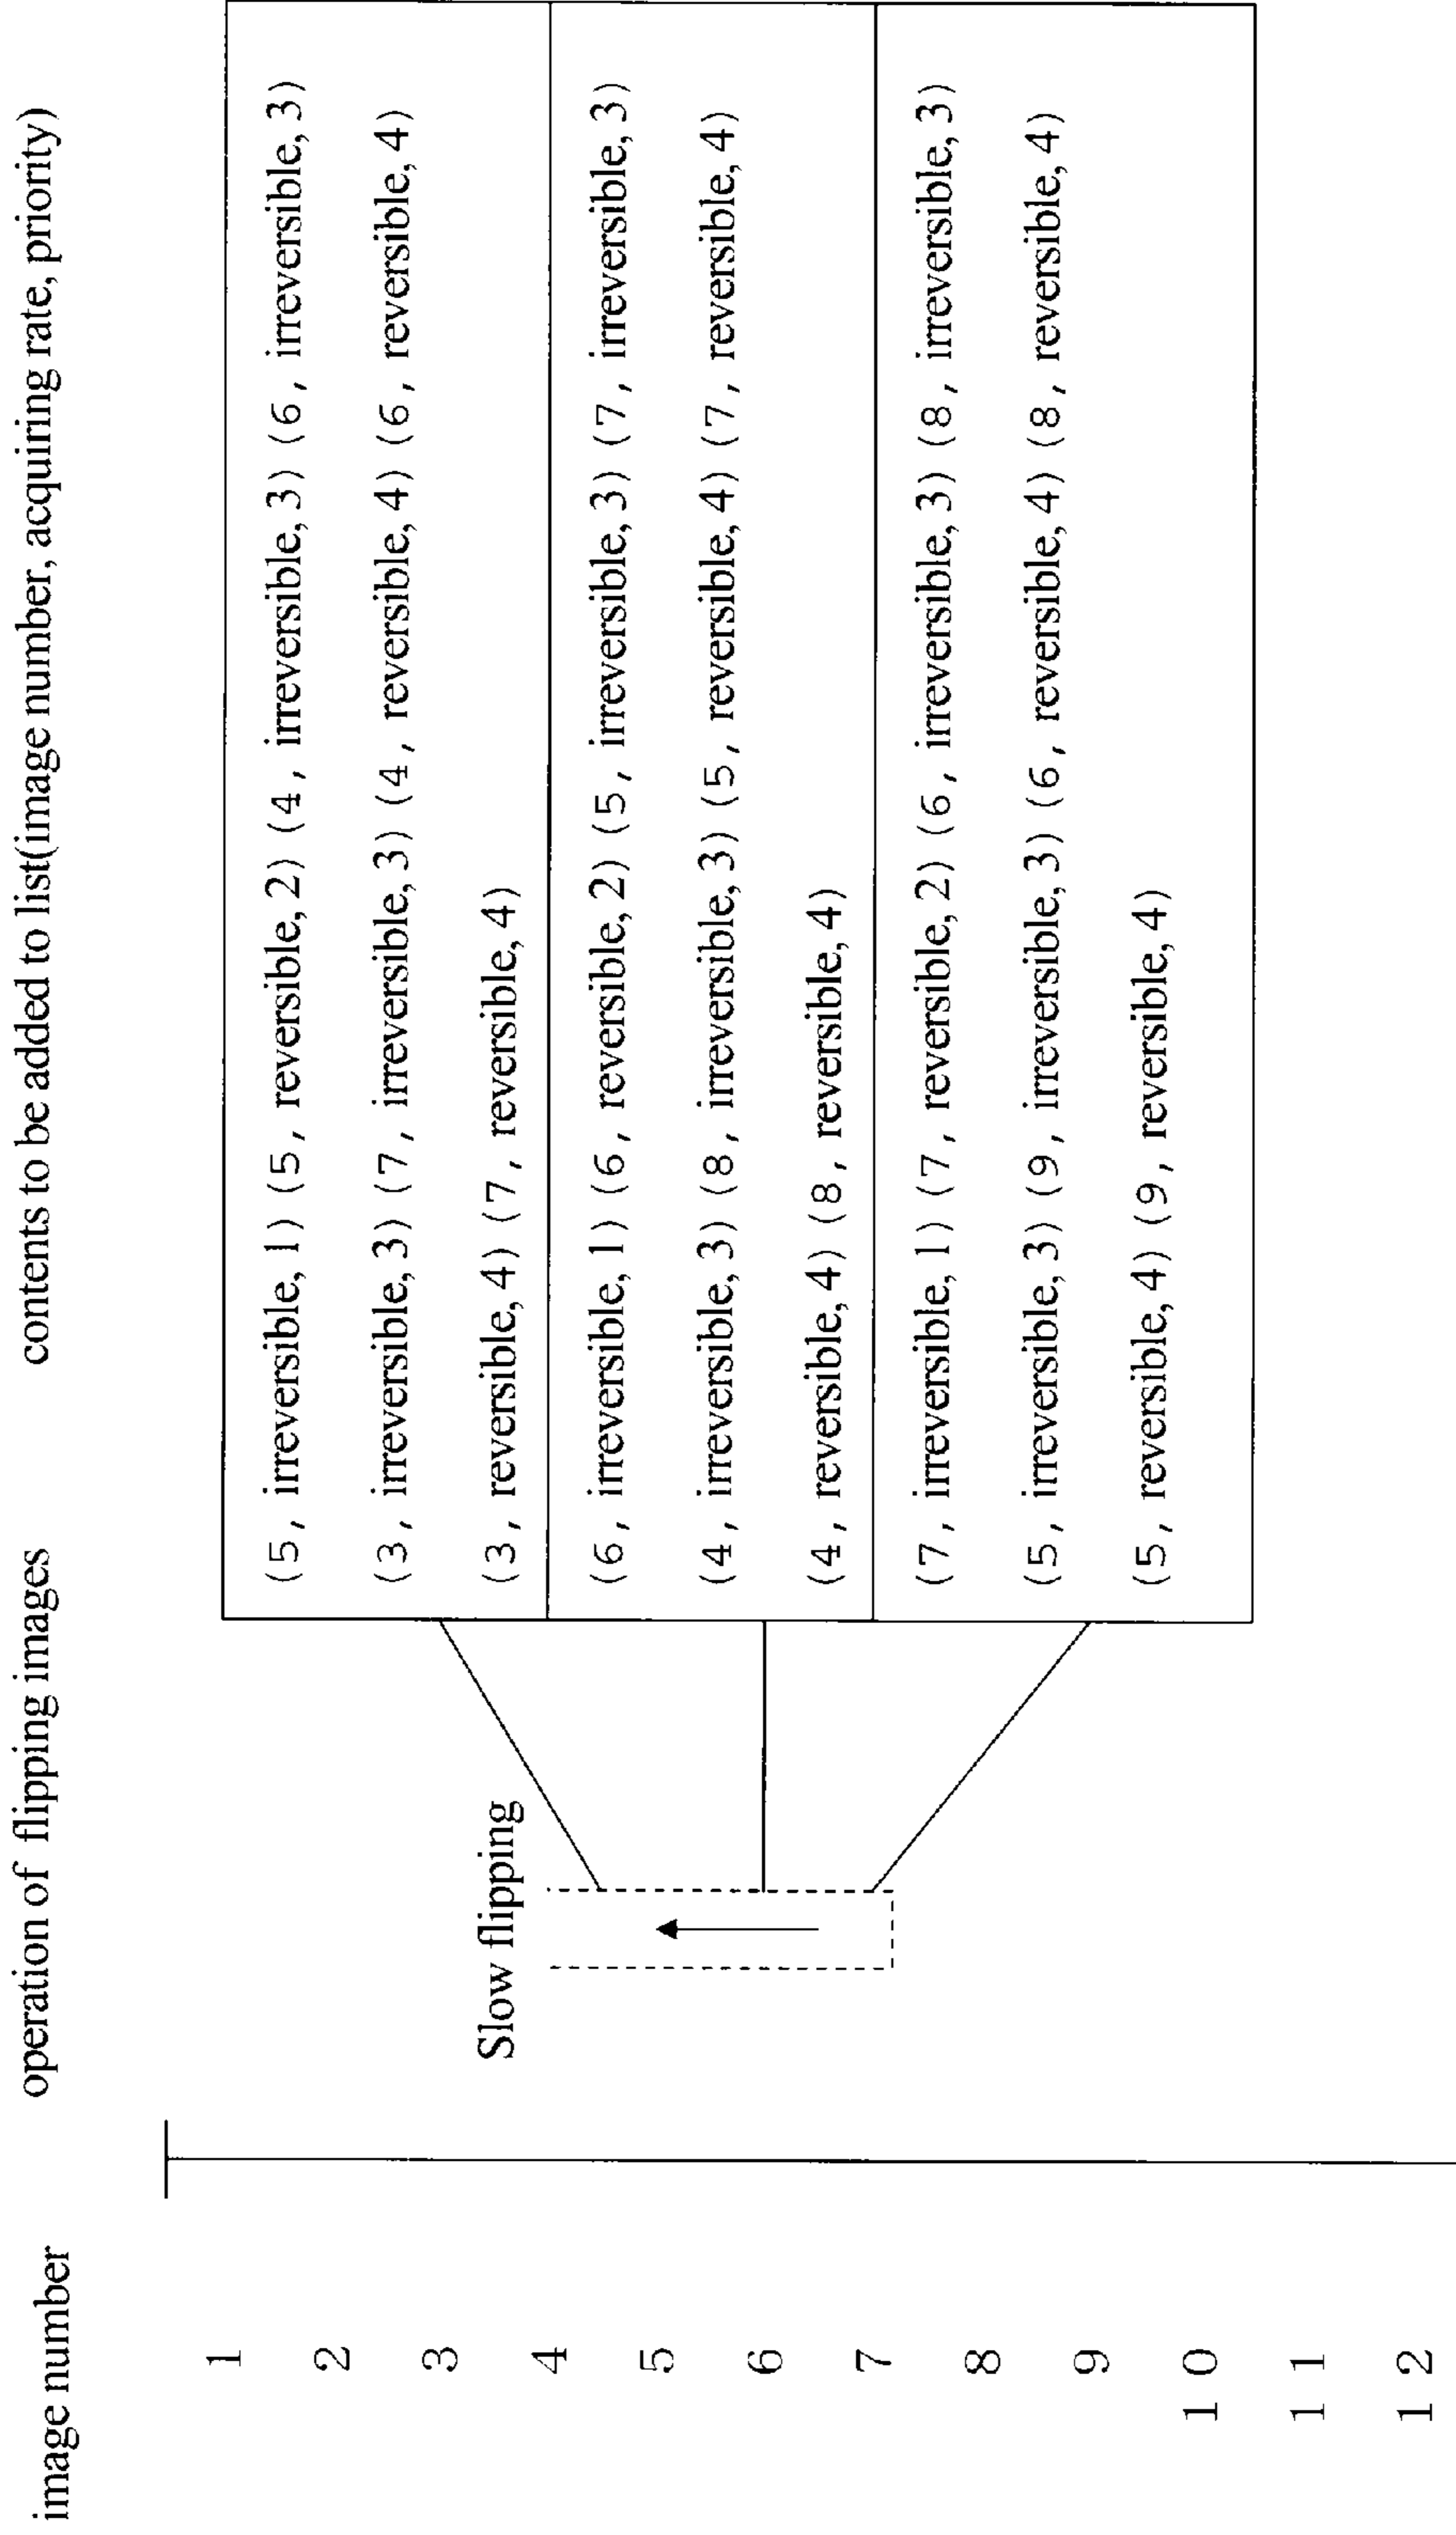 image number
operation of flipping images
contents to be added to list(image number, acquiring rate, priority)
1
2
3
4
5
6
7
8
9
10
11
12
Slow flipping
(5, irreversible, 1) (5, reversible, 2) (4, irreversible, 3) (6, irreversible, 3)
(3, irreversible, 3) (7, irreversible, 3) (4, reversible, 4) (6, reversible, 4)
(3, reversible, 4) (7, reversible, 4)
(6, irreversible, 1) (6, reversible, 2) (5, irreversible, 3) (7, irreversible, 3)
(4, irreversible, 3) (8, irreversible, 3) (5, reversible, 4) (7, reversible, 4)
(4, reversible, 4) (8, reversible, 4)
(7, irreversible, 1) (7, reversible, 2) (6, irreversible, 3) (8, irreversible, 3)
(5, irreversible, 3) (9, irreversible, 3) (6, reversible, 4) (8, reversible, 4)
(5, reversible, 4) (9, reversible, 4)